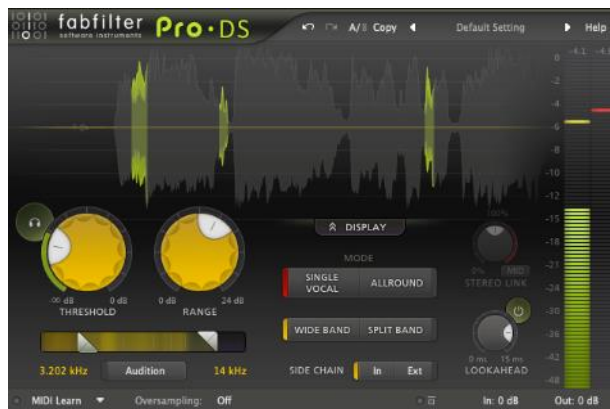 fabfilter
software instruments
Pro·DS
A/B Copy
Default Setting
Help
-4.1 -4.3
0
-2
-4
-6
-8
-10
-12
-15
-18
-21
-24
-30
-36
-42
-48
DISPLAY
MODE
SINGLE VOCAL
ALLROUND
WIDE BAND
SPLIT BAND
SIDE CHAIN
In
Ext
-∞ dB
0 dB
THRESHOLD
0 dB
24 dB
RANGE
3.202 kHz
Audition
14 kHz
100%
0%
MID
STEREO LINK
0 ms
15 ms
LOOKAHEAD
MIDI Learn
Oversampling: Off
In: 0 dB
Out: 0 dB